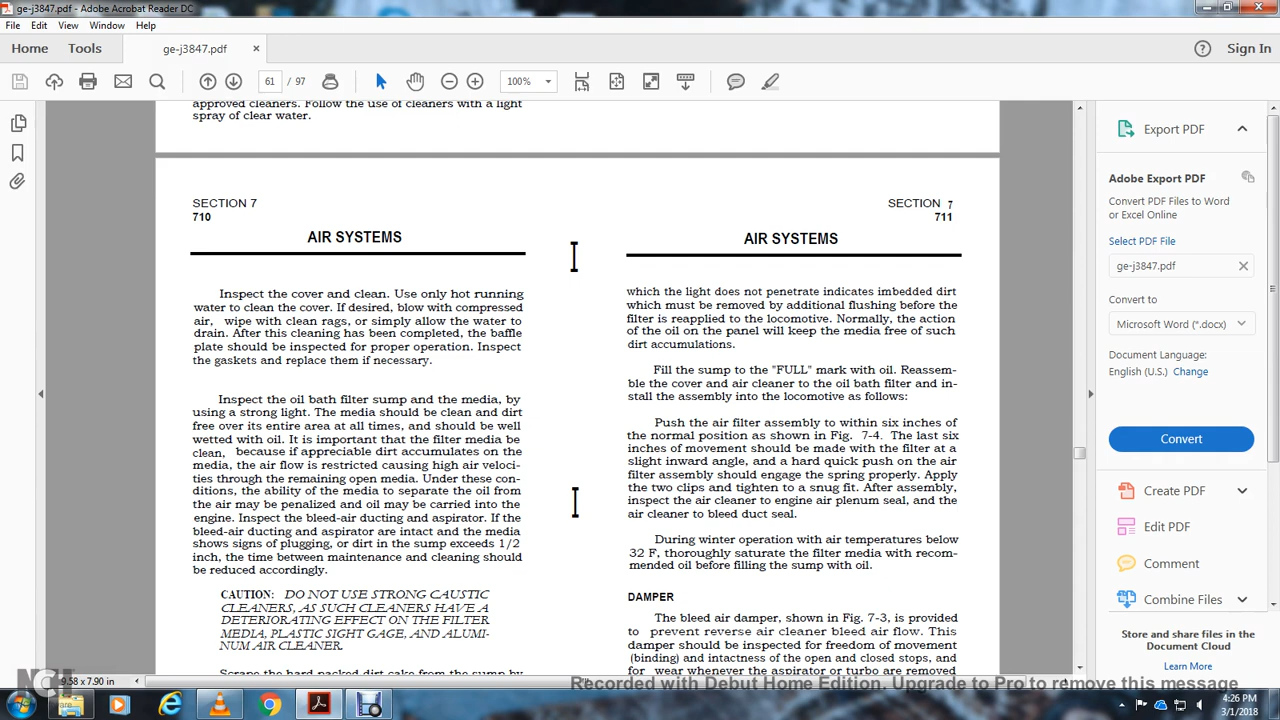 ge-j3847.pdf - Adobe Acrobat Reader DC
File Edit View Window Help
Home Tools ge-j3847.pdf × Sign In
61 / 97 100%
approved cleaners. Follow the use of cleaners with a light
spray of clear water.
SECTION 7
710
AIR SYSTEMS
Inspect the cover and clean. Use only hot running
water to clean the cover. If desired, blow with compressed
air, wipe with clean rags, or simply allow the water to
drain. After this cleaning has been completed, the baffle
plate should be inspected for proper operation. Inspect
the gaskets and replace them if necessary.
Inspect the oil bath filter sump and the media, by
using a strong light. The media should be clean and dirt
free over its entire area at all times, and should be well
wetted with oil. It is important that the filter media be
clean, because if appreciable dirt accumulates on the
media, the air flow is restricted causing high air veloci-
ties through the remaining open media. Under these con-
ditions, the ability of the media to separate the oil from
the air may be penalized and oil may be carried into the
engine. Inspect the bleed-air ducting and aspirator. If the
bleed-air ducting and aspirator are intact and the media
shows signs of plugging, or dirt in the sump exceeds 1/2
inch, the time between maintenance and cleaning should
be reduced accordingly.
CAUTION: DO NOT USE STRONG CAUSTIC
CLEANERS, AS SUCH CLEANERS HAVE A
DETERIORATING EFFECT ON THE FILTER
MEDIA, PLASTIC SIGHT GAGE, AND ALUMI-
NUM AIR CLEANER.
Scrape the hard packed dirt cake from the sump by
SECTION 7
711
AIR SYSTEMS
which the light does not penetrate indicates imbedded dirt
which must be removed by additional flushing before the
filter is reapplied to the locomotive. Normally, the action
of the oil on the panel will keep the media free of such
dirt accumulations.
Fill the sump to the "FULL" mark with oil. Reassem-
ble the cover and air cleaner to the oil bath filter and in-
stall the assembly into the locomotive as follows:
Push the air filter assembly to within six inches of
the normal position as shown in Fig. 7-4. The last six
inches of movement should be made with the filter at a
slight inward angle, and a hard quick push on the air
filter assembly should engage the spring properly. Apply
the two clips and tighten to a snug fit. After assembly,
inspect the air cleaner to engine air plenum seal, and the
air cleaner to bleed duct seal.
During winter operation with air temperatures below
32 F, thoroughly saturate the filter media with recom-
mended oil before filling the sump with oil.
DAMPER
The bleed air damper, shown in Fig. 7-3, is provided
to prevent reverse air cleaner bleed air flow. This
damper should be inspected for freedom of movement
(binding) and intactness of the open and closed stops, and
for wear whenever the aspirator or turbo are removed
Export PDF
Adobe Export PDF
Convert PDF Files to Word
or Excel Online
Select PDF File
ge-j3847.pdf
Convert to
Microsoft Word (*.docx)
Document Language:
English (U.S.) Change
Convert
Create PDF
Edit PDF
Comment
Combine Files
Store and share files in the
Document Cloud
Learn More
9.58 x 7.90 in
Recorded with Debut Home Edition. Upgrade to Pro to remove this message
NCH
4:26 PM
3/1/2018